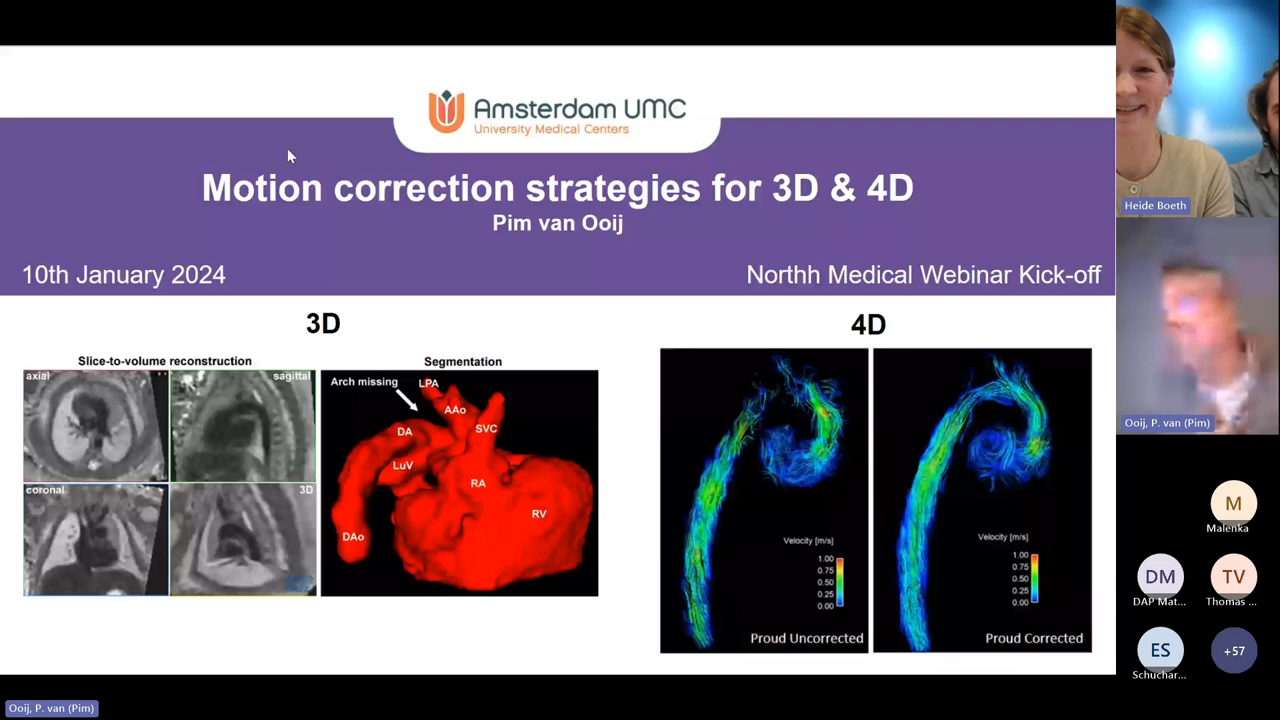 Amsterdam UMC
University Medical Centers
Motion correction strategies for 3D & 4D
Pim van Ooij
10th January 2024
Northh Medical Webinar Kick-off
3D
Slice-to-volume reconstruction
axial
sagittal
coronal
3D
Segmentation
Arch missing
LPA
AAo
DA
SVC
LuV
RA
RV
DAo
4D
Velocity [m/s]
1.00
0.75
0.50
0.25
0.00
Proud Uncorrected
Velocity [m/s]
1.00
0.75
0.50
0.25
0.00
Proud Corrected
Heide Boeth
Ooij, P. van (Pim)
M
Malenka
DM
DAP Mat...
TV
Thomas ...
ES
Schuchar...
+57
Ooij, P. van (Pim)